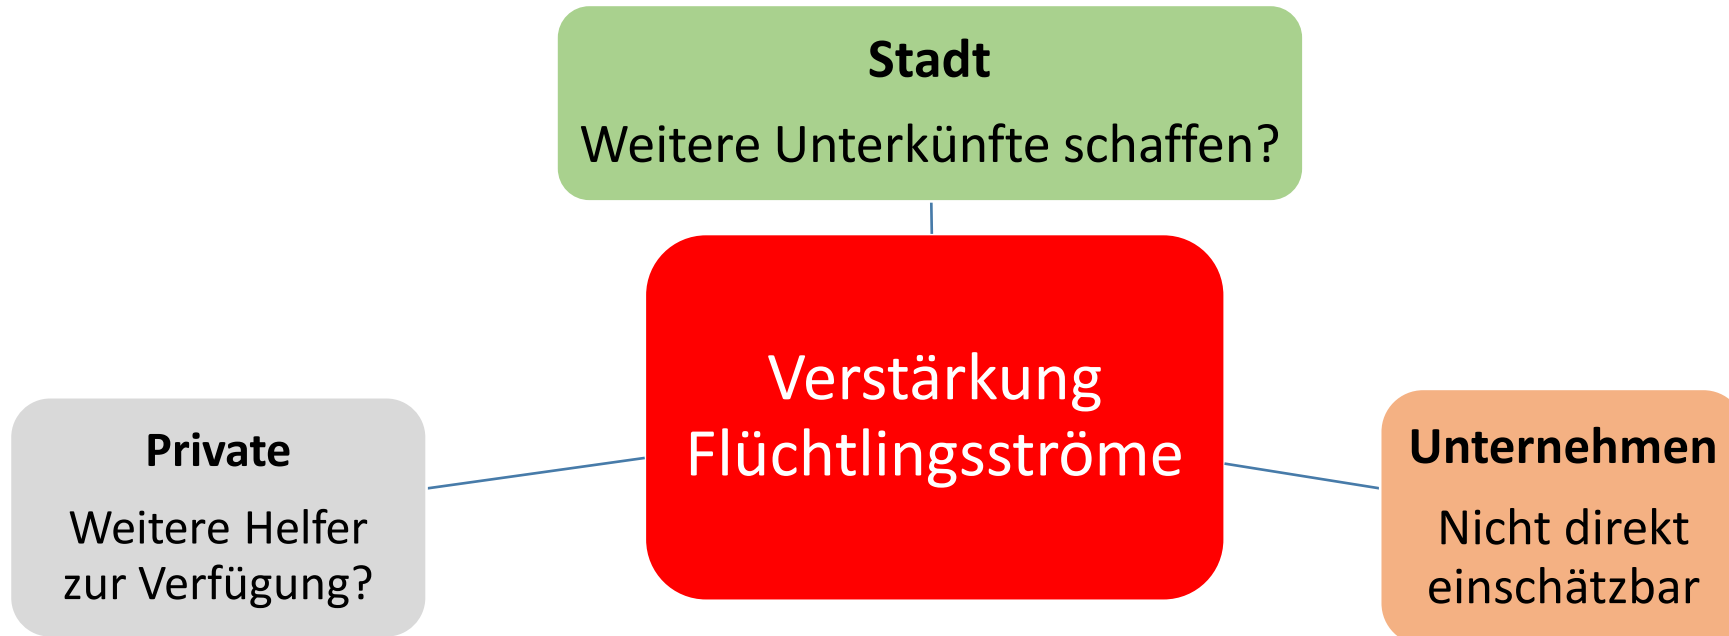 Stadt
Weitere Unterkünfte schaffen?
Verstärkung
Flüchtlingsströme
Private
Weitere Helfer
zur Verfügung?
Unternehmen
Nicht direkt
einschätzbar